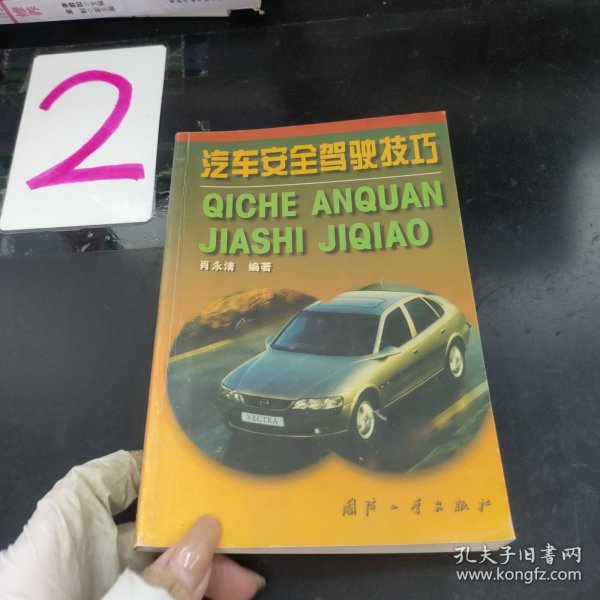 2
汽车安全驾驶技巧
QICHE ANQUAN
JIASHI JIQIAO
肖永清 编著
VECTRA
国防工业出版社
孔夫子旧书网
www.kongfz.com